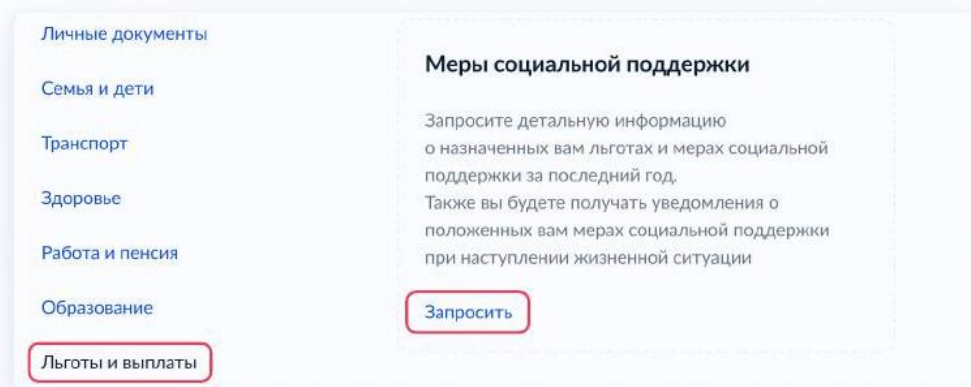 Личные документы
Семья и дети
Транспорт
Здоровье
Работа и пенсия
Образование
Льготы и выплаты
Меры социальной поддержки
Запросите детальную информацию
о назначенных вам льготах и мерах социальной
поддержки за последний год.
Также вы будете получать уведомления о
положенных вам мерах социальной поддержки
при наступлении жизненной ситуации
Запросить